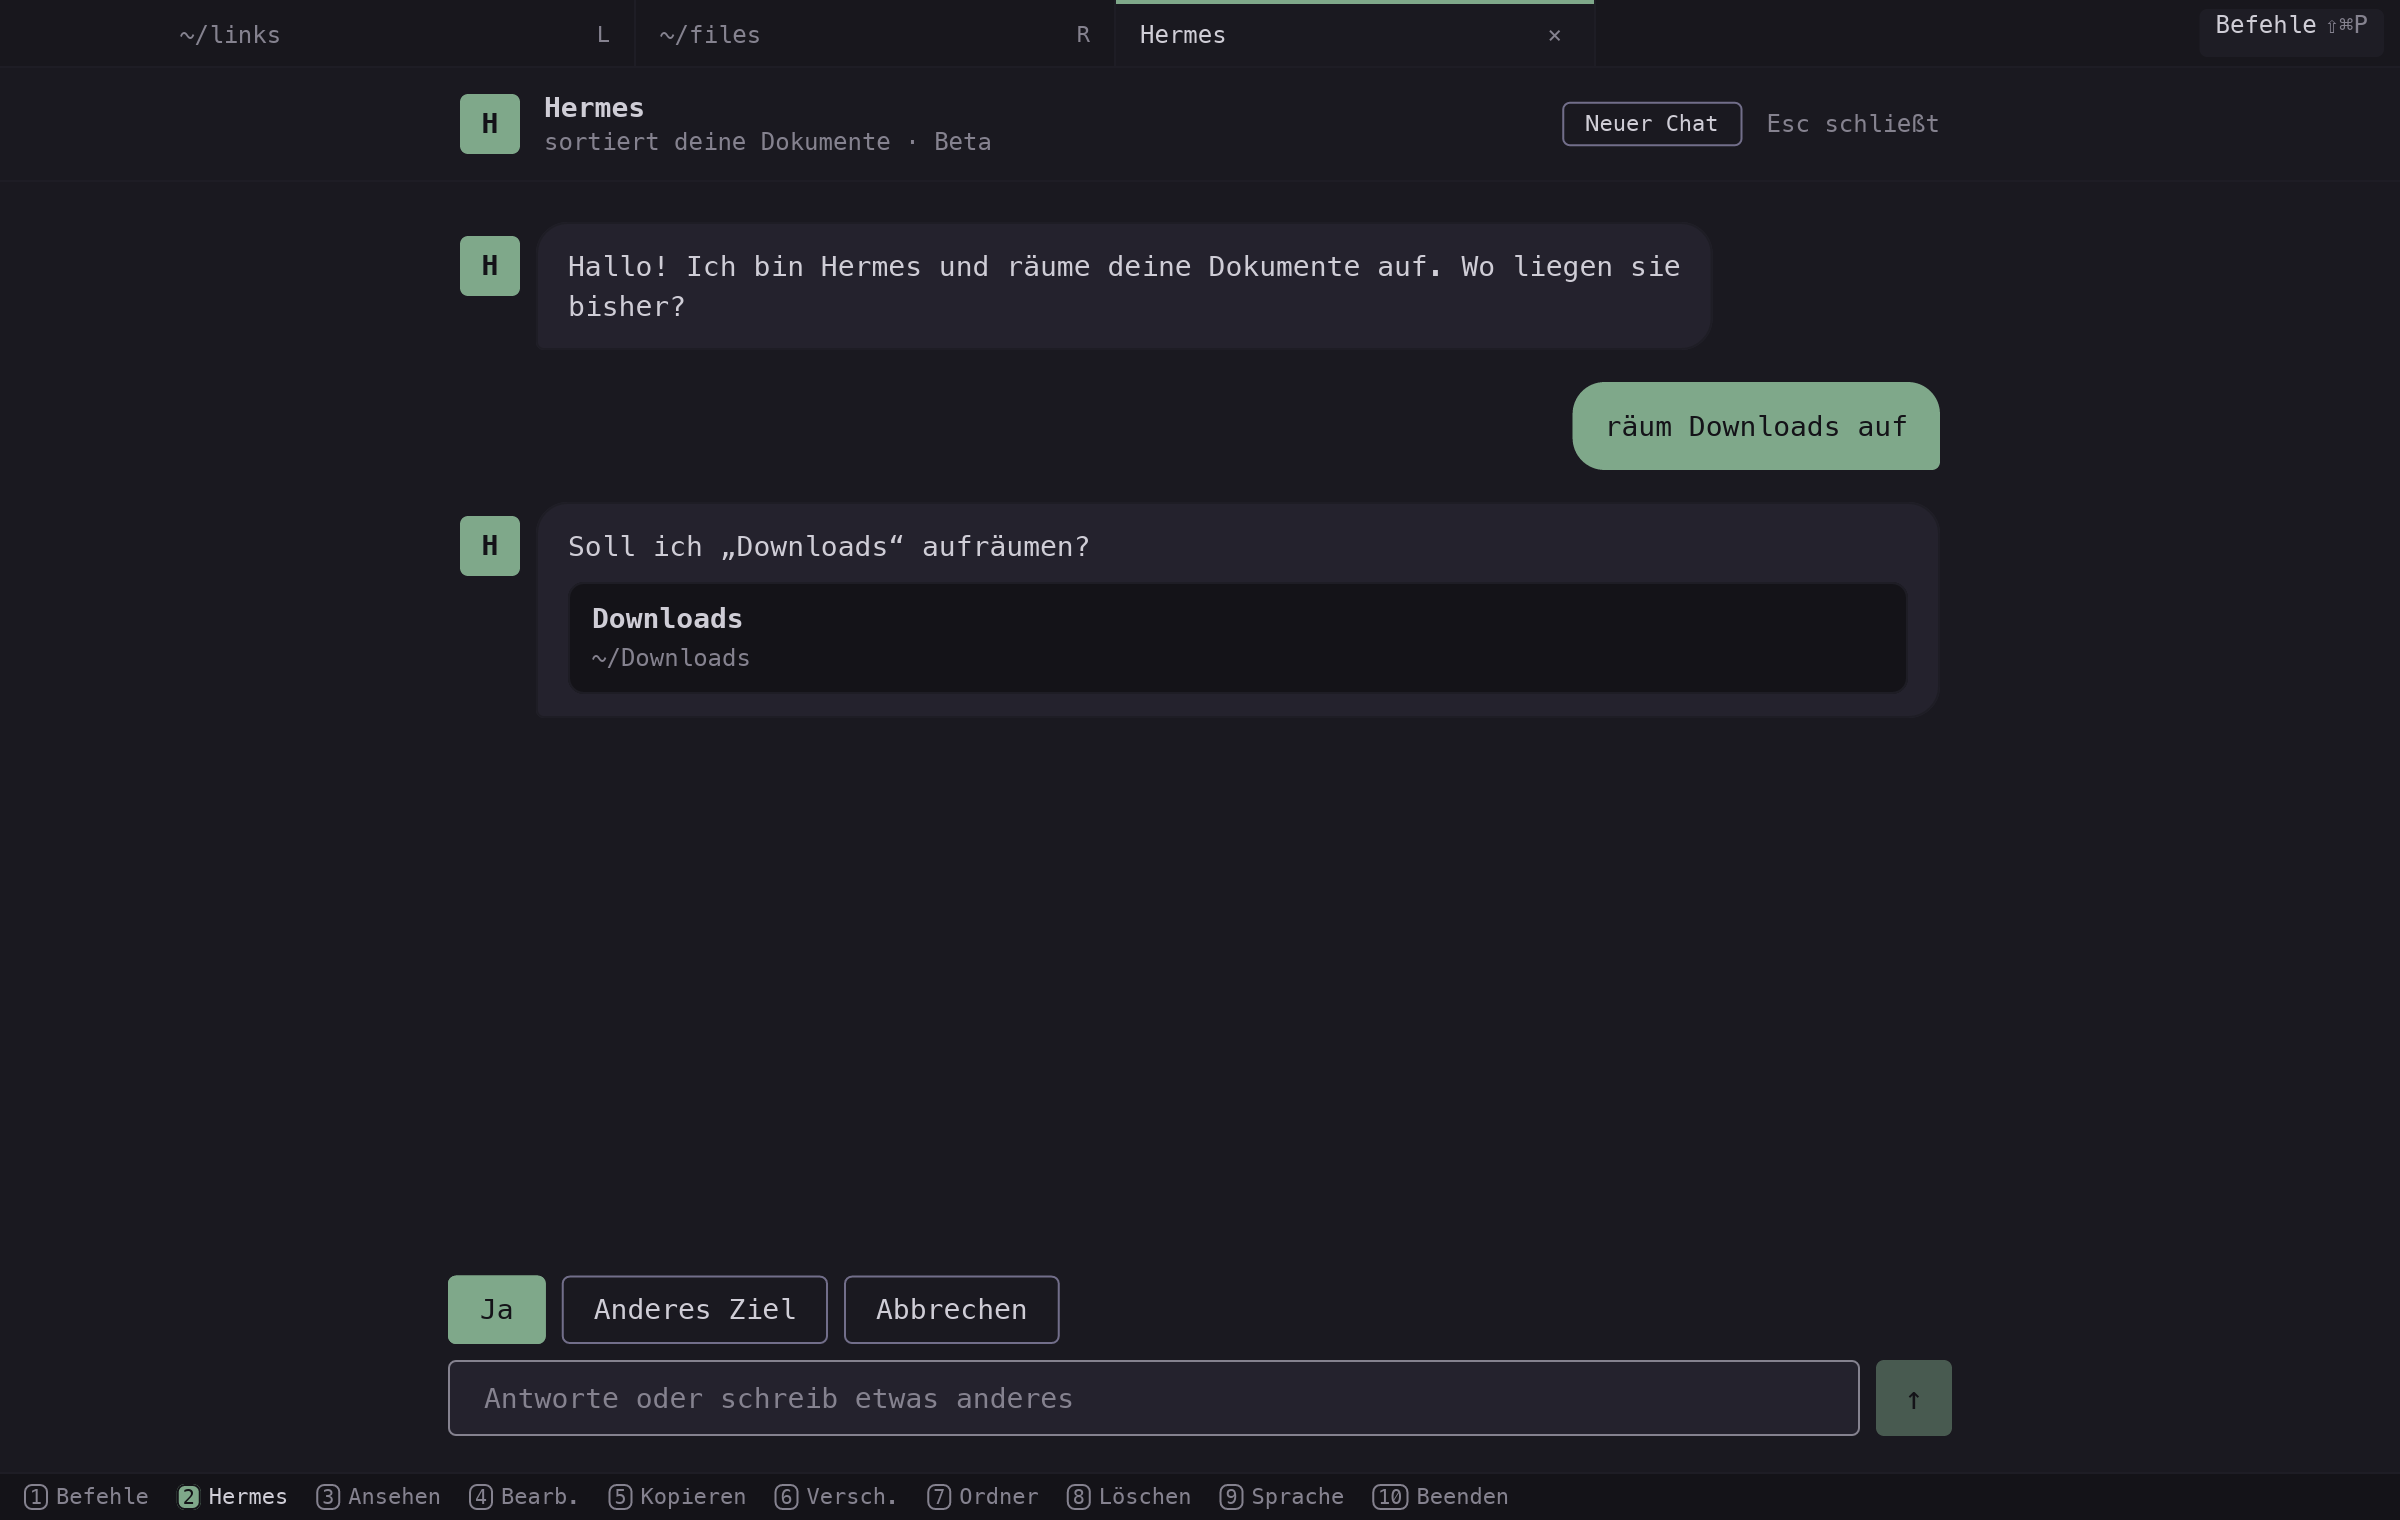 ~/links L ~/files R Hermes × Befehle ⇧⌘P
H Hermes
sortiert deine Dokumente · Beta
Neuer Chat Esc schließt
H Hallo! Ich bin Hermes und räume deine Dokumente auf. Wo liegen sie
bisher?
räum Downloads auf
H Soll ich „Downloads“ aufräumen?
Downloads
~/Downloads
Ja Anderes Ziel Abbrechen
Antworte oder schreib etwas anderes ↑
1 Befehle 2 Hermes 3 Ansehen 4 Bearb. 5 Kopieren 6 Versch. 7 Ordner 8 Löschen 9 Sprache 10 Beenden